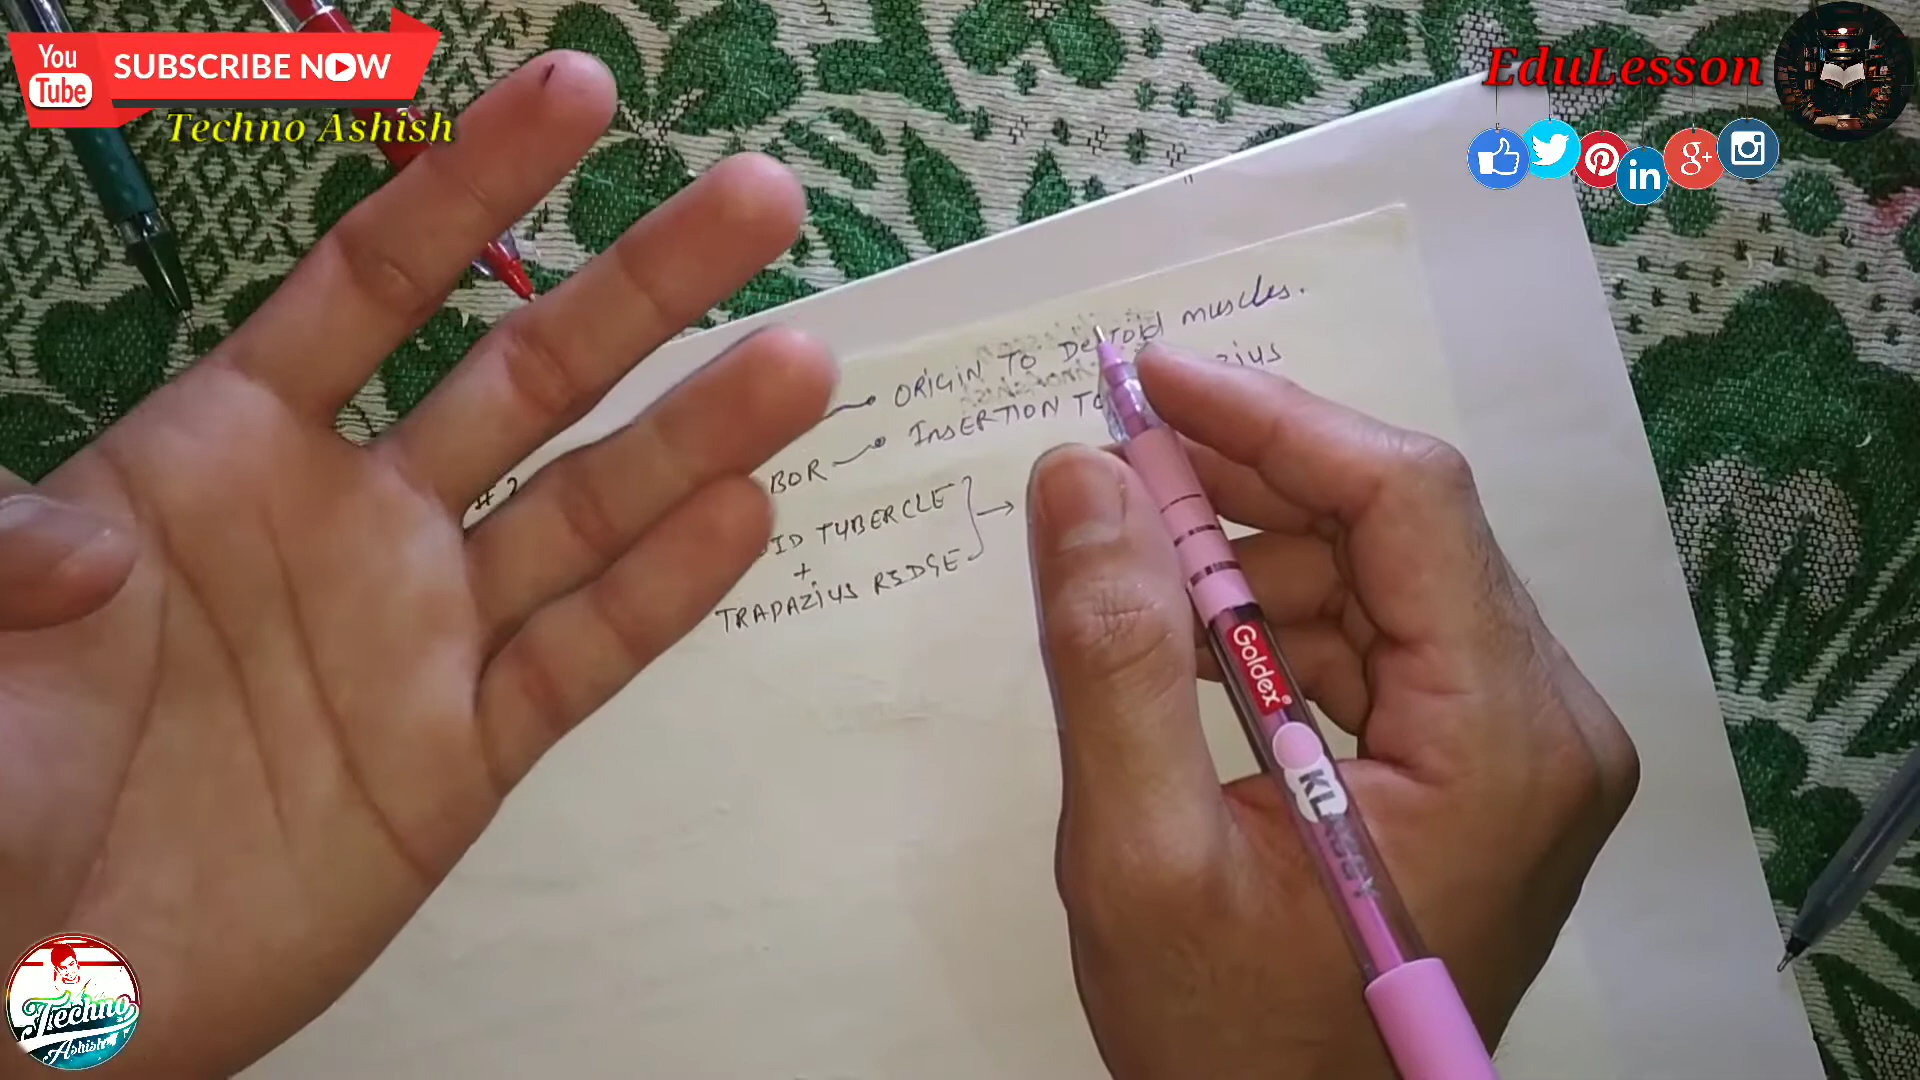 You
Tube
SUBSCRIBE NOW
Techno Ashish
EduLesson
g+
in
ORIGIN TO Deltoid muscles.
INSERTION TO
BOR
TUBERCLE
+
TRAPAZIUS RIDGE
Goldex
Techno
Ashish